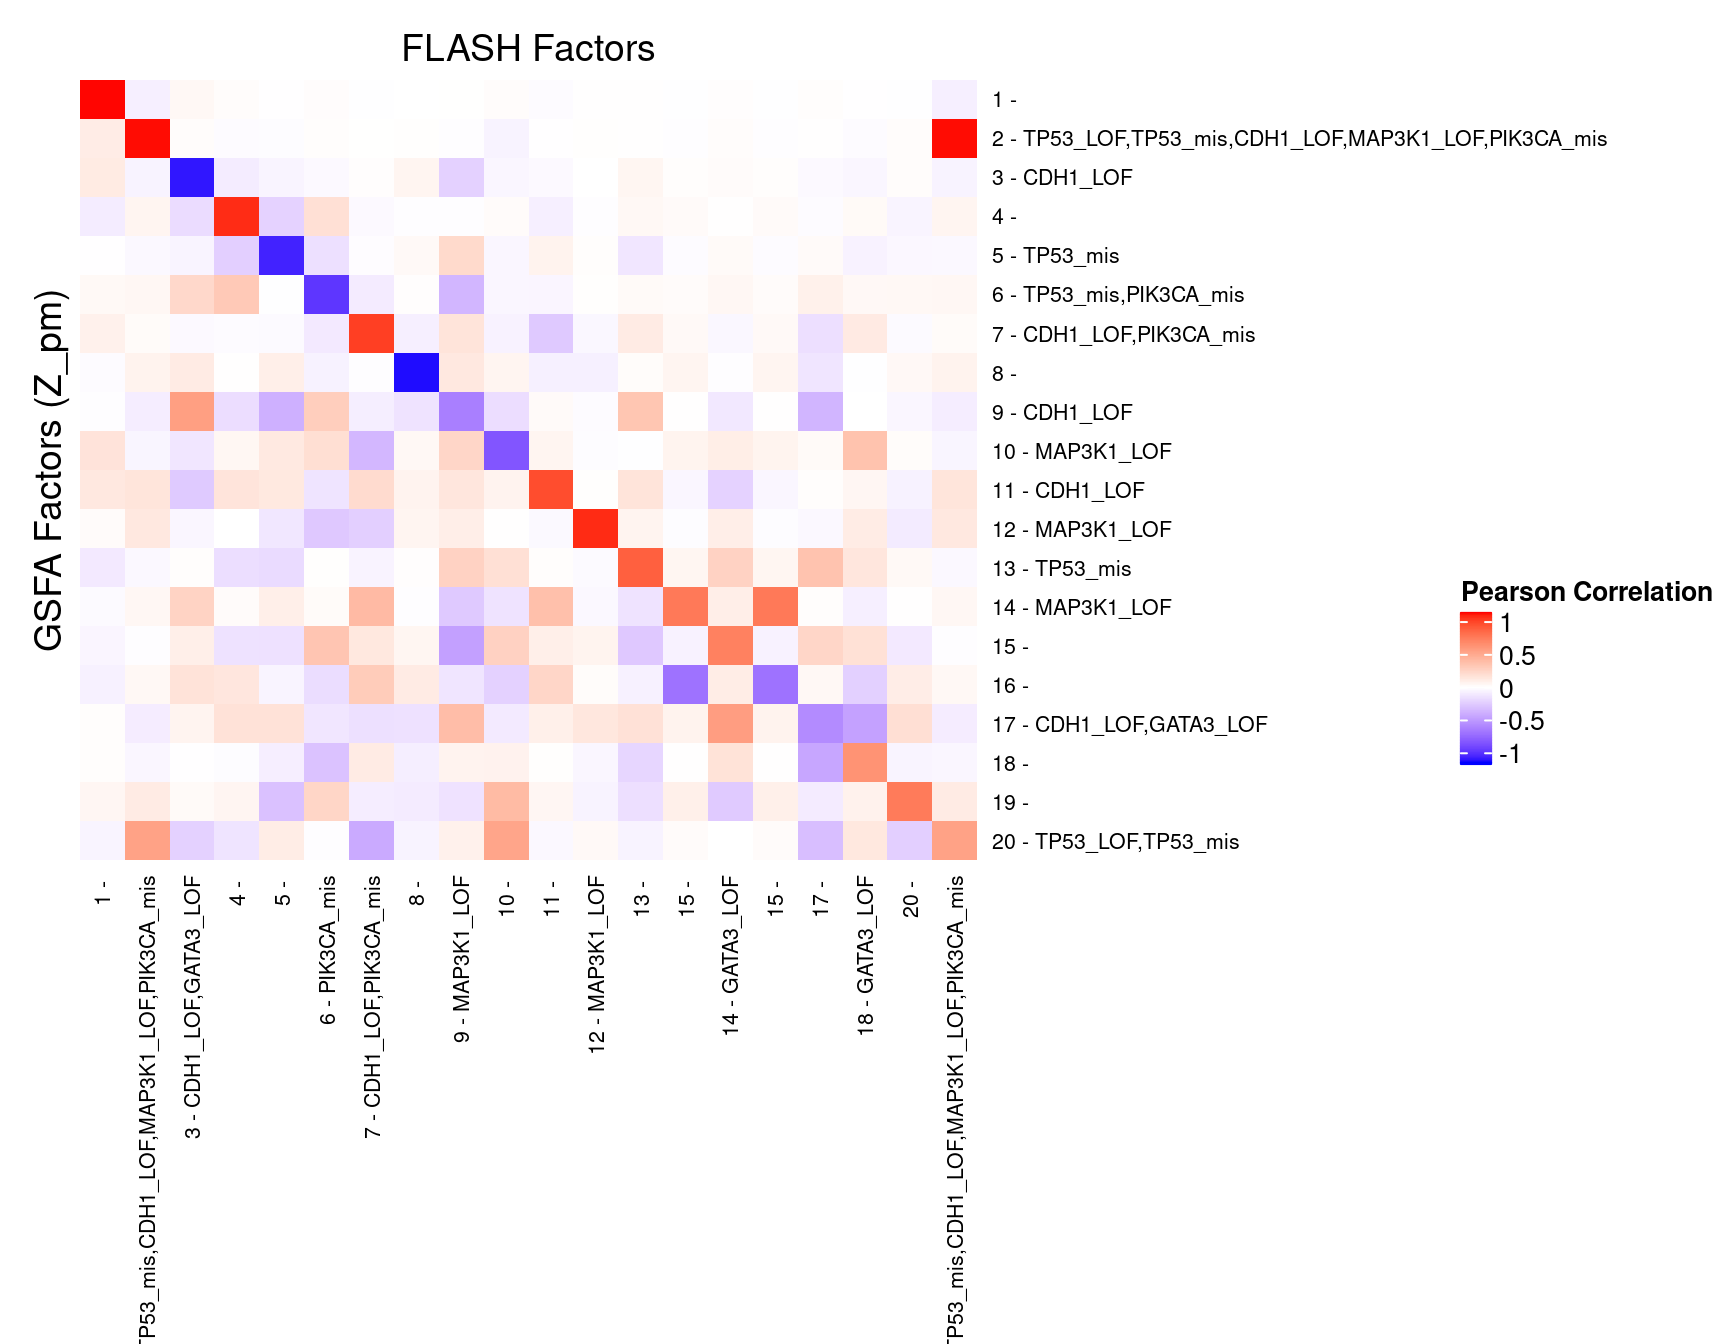 FLASH Factors
GSFA Factors (Z_pm)
1 -
2 - TP53_LOF,TP53_mis,CDH1_LOF,MAP3K1_LOF,PIK3CA_mis
3 - CDH1_LOF
4 -
5 - TP53_mis
6 - TP53_mis,PIK3CA_mis
7 - CDH1_LOF,PIK3CA_mis
8 -
9 - CDH1_LOF
10 - MAP3K1_LOF
11 - CDH1_LOF
12 - MAP3K1_LOF
13 - TP53_mis
14 - MAP3K1_LOF
15 -
16 -
17 - CDH1_LOF,GATA3_LOF
18 -
19 -
20 - TP53_LOF,TP53_mis
Pearson Correlation
1
0.5
0
-0.5
-1
1 -
TP53_mis,CDH1_LOF,MAP3K1_LOF,PIK3CA_mis
3 - CDH1_LOF,GATA3_LOF
4 -
5 -
6 - PIK3CA_mis
7 - CDH1_LOF,PIK3CA_mis
8 -
9 - MAP3K1_LOF
10 -
11 -
12 - MAP3K1_LOF
13 -
15 -
14 - GATA3_LOF
15 -
17 -
18 - GATA3_LOF
20 -
TP53_mis,CDH1_LOF,MAP3K1_LOF,PIK3CA_mis